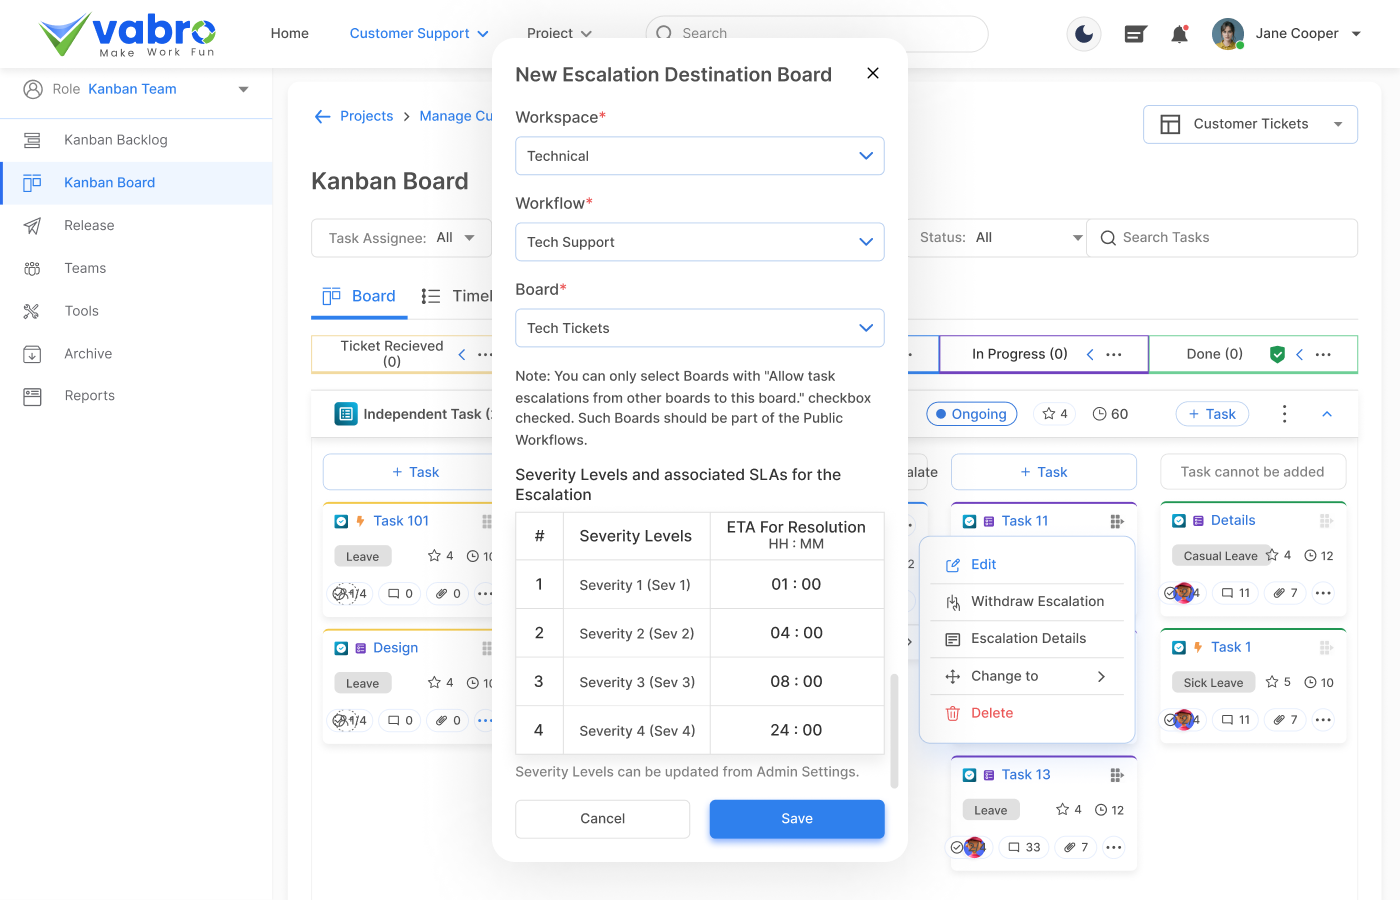 vabro
Make Work Fun
Home
Customer Support
Project
Search
Jane Cooper
Role Kanban Team
Kanban Backlog
Kanban Board
Release
Teams
Tools
Archive
Reports
Projects > Manage Cu
Customer Tickets
Kanban Board
Task Assignee: All
Status: All
Search Tasks
Board
Timel
Ticket Recieved
(0)
In Progress (0)
Done (0)
Independent Task (
Ongoing
4
60
+ Task
+ Task
alate
+ Task
Task cannot be added
Task 101
Leave
4
10
1/4
0
0
Design
Leave
4
10
1/4
0
0
2
Task 11
Edit
Withdraw Escalation
Escalation Details
Change to
Delete
Task 13
Leave
4
12
33
7
Details
Casual Leave
4
12
11
7
Task 1
Sick Leave
5
10
11
7
New Escalation Destination Board
Workspace*
Technical
Workflow*
Tech Support
Board*
Tech Tickets
Note: You can only select Boards with "Allow task
escalations from other boards to this board." checkbox
checked. Such Boards should be part of the Public
Workflows.
Severity Levels and associated SLAs for the
Escalation
# Severity Levels ETA For Resolution
HH : MM
1 Severity 1 (Sev 1) 01 : 00
2 Severity 2 (Sev 2) 04 : 00
3 Severity 3 (Sev 3) 08 : 00
4 Severity 4 (Sev 4) 24 : 00
Severity Levels can be updated from Admin Settings.
Cancel
Save